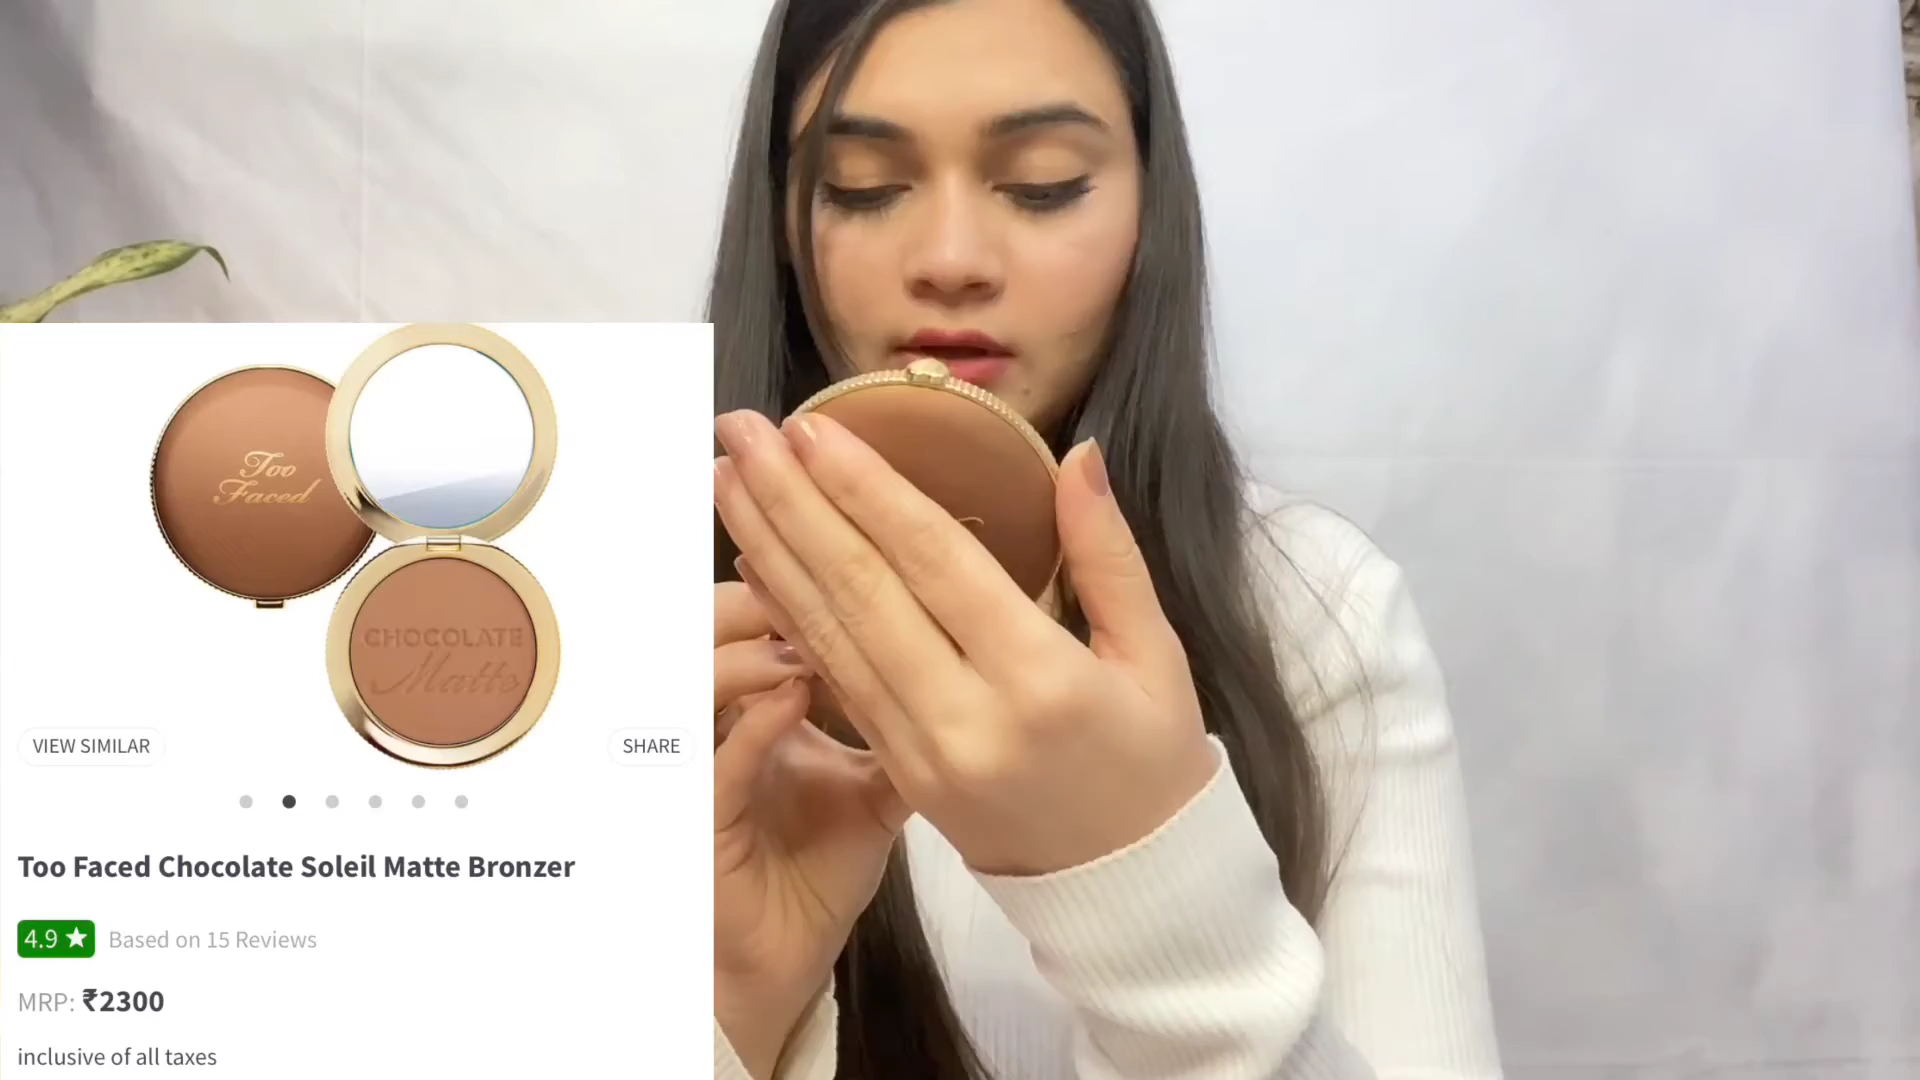 Too
Faced
CHOCOLATE
Matte
VIEW SIMILAR
SHARE
Too Faced Chocolate Soleil Matte Bronzer
4.9 ★ Based on 15 Reviews
MRP: ₹2300
inclusive of all taxes